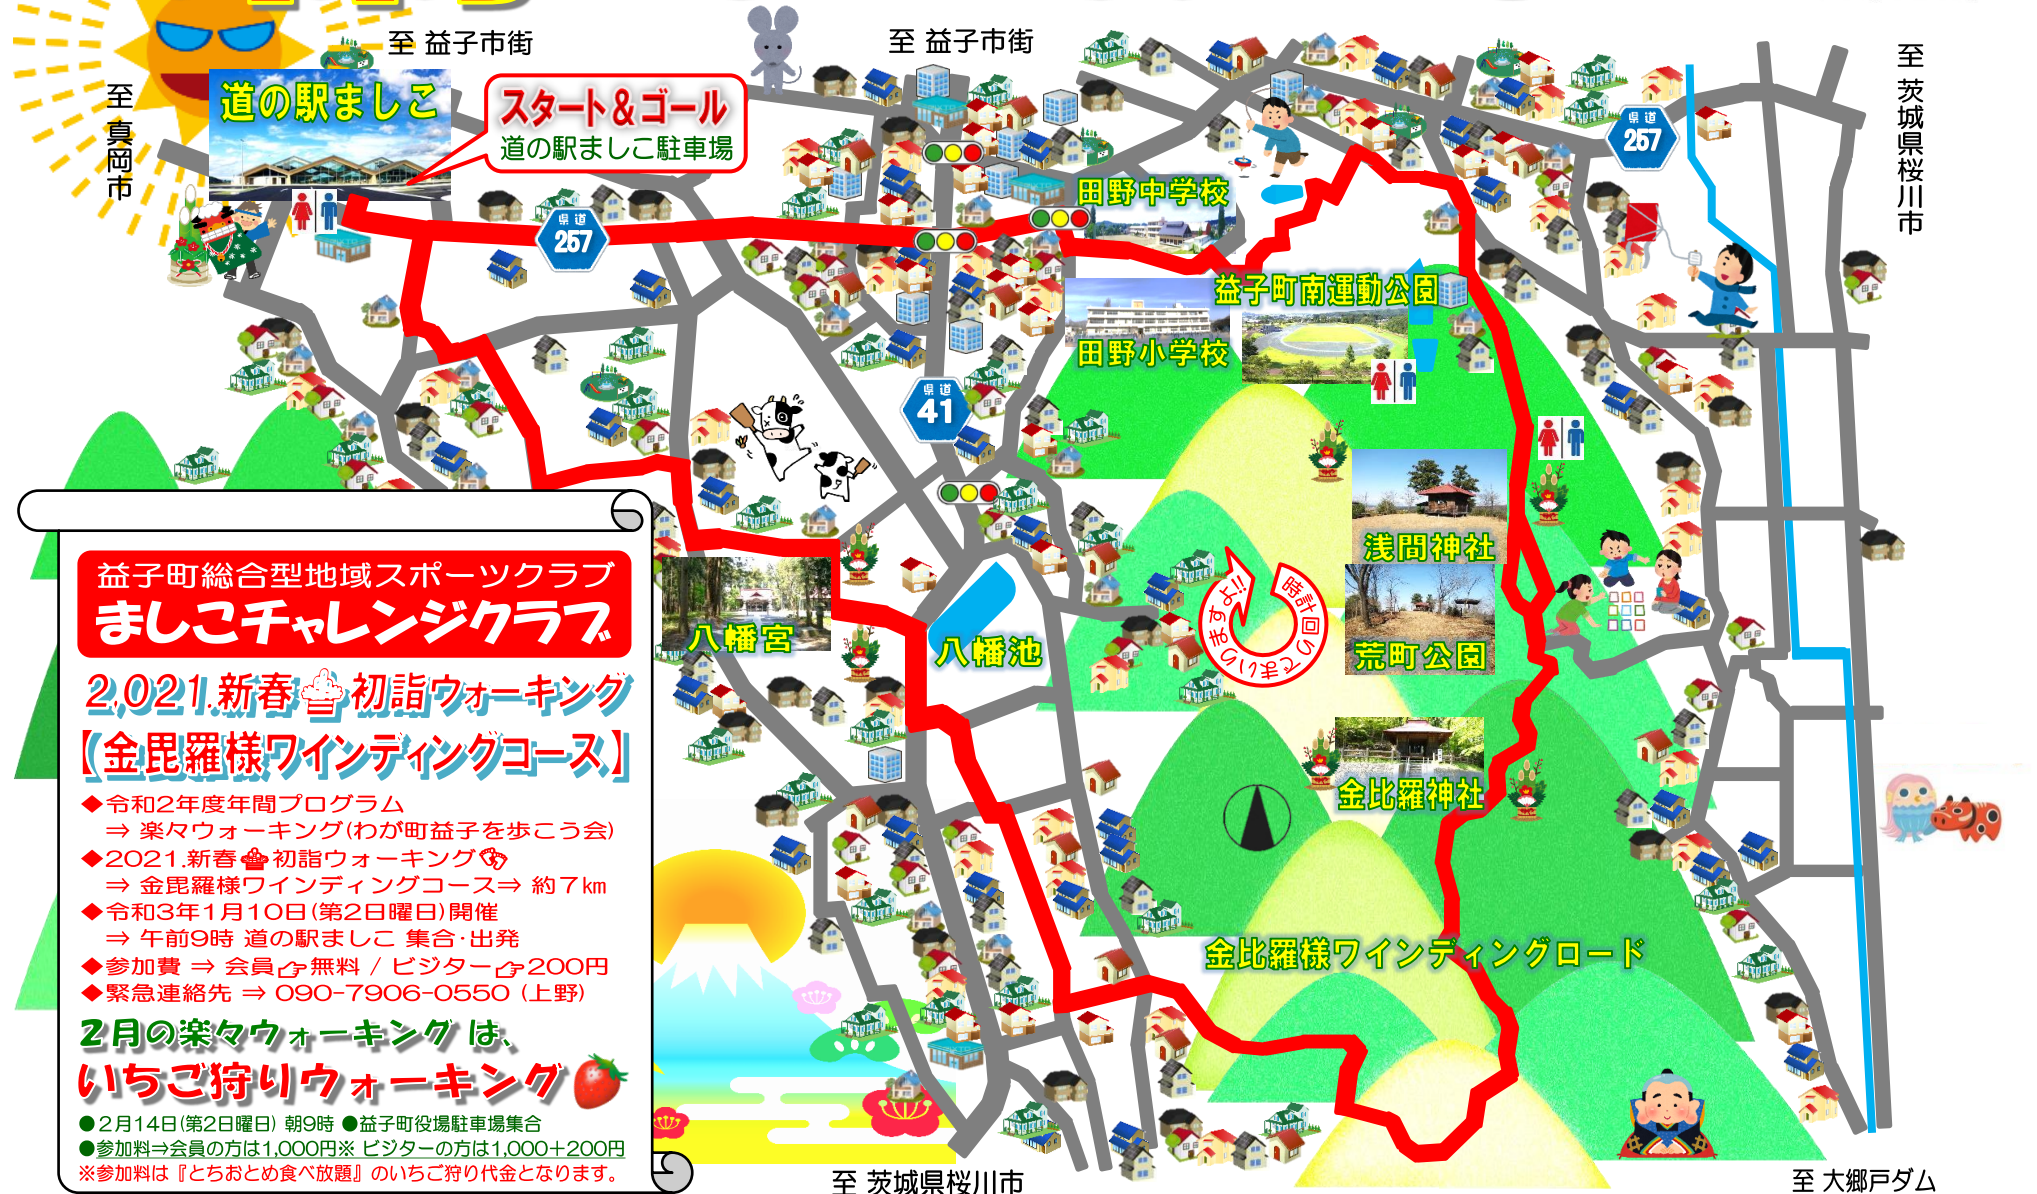 至 益子市街
至 益子市街
至 真岡市
至 茨城県桜川市
道の駅ましこ
スタート&ゴール
道の駅ましこ駐車場
県道
257
県道
257
田野中学校
益子町南運動公園
田野小学校
県道
41
浅間神社
荒町公園
時計回りでまいりますよ!!
八幡宮
八幡池
金比羅神社
金比羅様ワインディングロード
益子町総合型地域スポーツクラブ
ましこチャレンジクラブ
2,021.新春 初詣ウォーキング
【金毘羅様ワインディングコース】
◆令和2年度年間プログラム
⇒ 楽々ウォーキング(わが町益子を歩こう会)
◆2021.新春 初詣ウォーキング
⇒ 金毘羅様ワインディングコース⇒ 約7km
◆令和3年1月10日(第2日曜日)開催
⇒ 午前9時 道の駅ましこ 集合・出発
◆参加費 ⇒ 会員☞無料 / ビジター☞200円
◆緊急連絡先 ⇒ 090-7906-0550 (上野)
2月の楽々ウォーキング は、
いちご狩りウォーキング
●2月14日(第2日曜日) 朝9時 ●益子町役場駐車場集合
●参加料⇒会員の方は1,000円※ ビジターの方は1,000+200円
※参加料は『とちおとめ食べ放題』のいちご狩り代金となります。
至 茨城県桜川市
至 大郷戸ダム